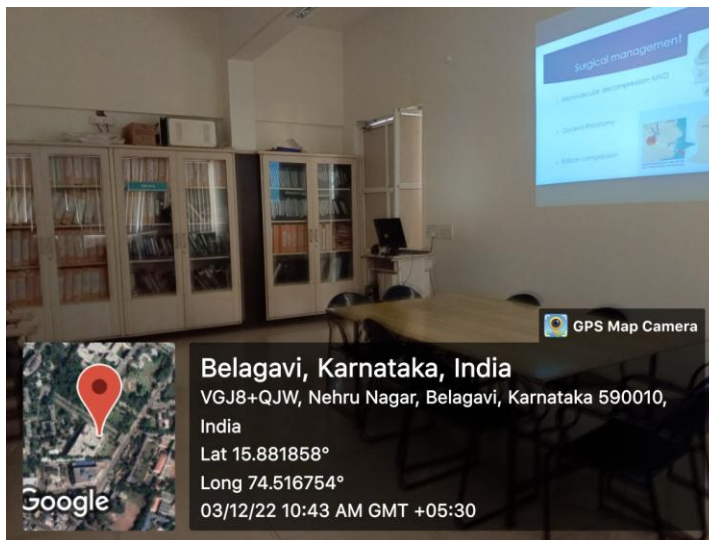 Surgical management
GPS Map Camera
Belagavi, Karnataka, India
VGJ8+QJW, Nehru Nagar, Belagavi, Karnataka 590010,
India
Lat 15.881858°
Long 74.516754°
03/12/22 10:43 AM GMT +05:30
Google